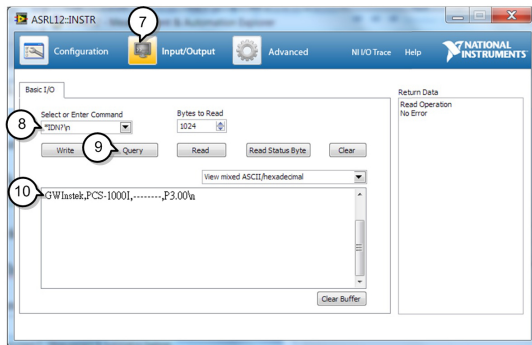 ASRL12::INSTR
7
Configuration
Input/Output
Advanced
NI I/O Trace
Help
NATIONAL
INSTRUMENTS
Basic I/O
Return Data
Read Operation
No Error
Select or Enter Command
Bytes to Read
8
*IDN?\n
1024
9
Write
Query
Read
Read Status Byte
Clear
View mixed ASCII/hexadecimal
10
GWInstek,PCS-1000I,--------,P3.00\n
Clear Buffer